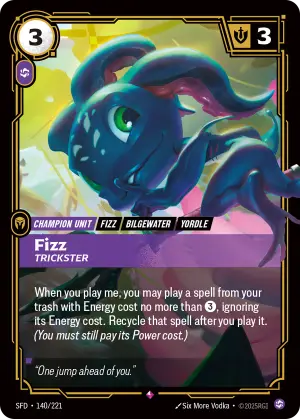 3
3
CHAMPION UNIT
FIZZ
BILGEWATER
YORDLE
Fizz
TRICKSTER
When you play me, you may play a spell from your
trash with Energy cost no more than 3, ignoring
its Energy cost. Recycle that spell after you play it.
(You must still pay its Power cost.)
"One jump ahead of you."
SFD • 140/221
Six More Vodka • ©2025RGI